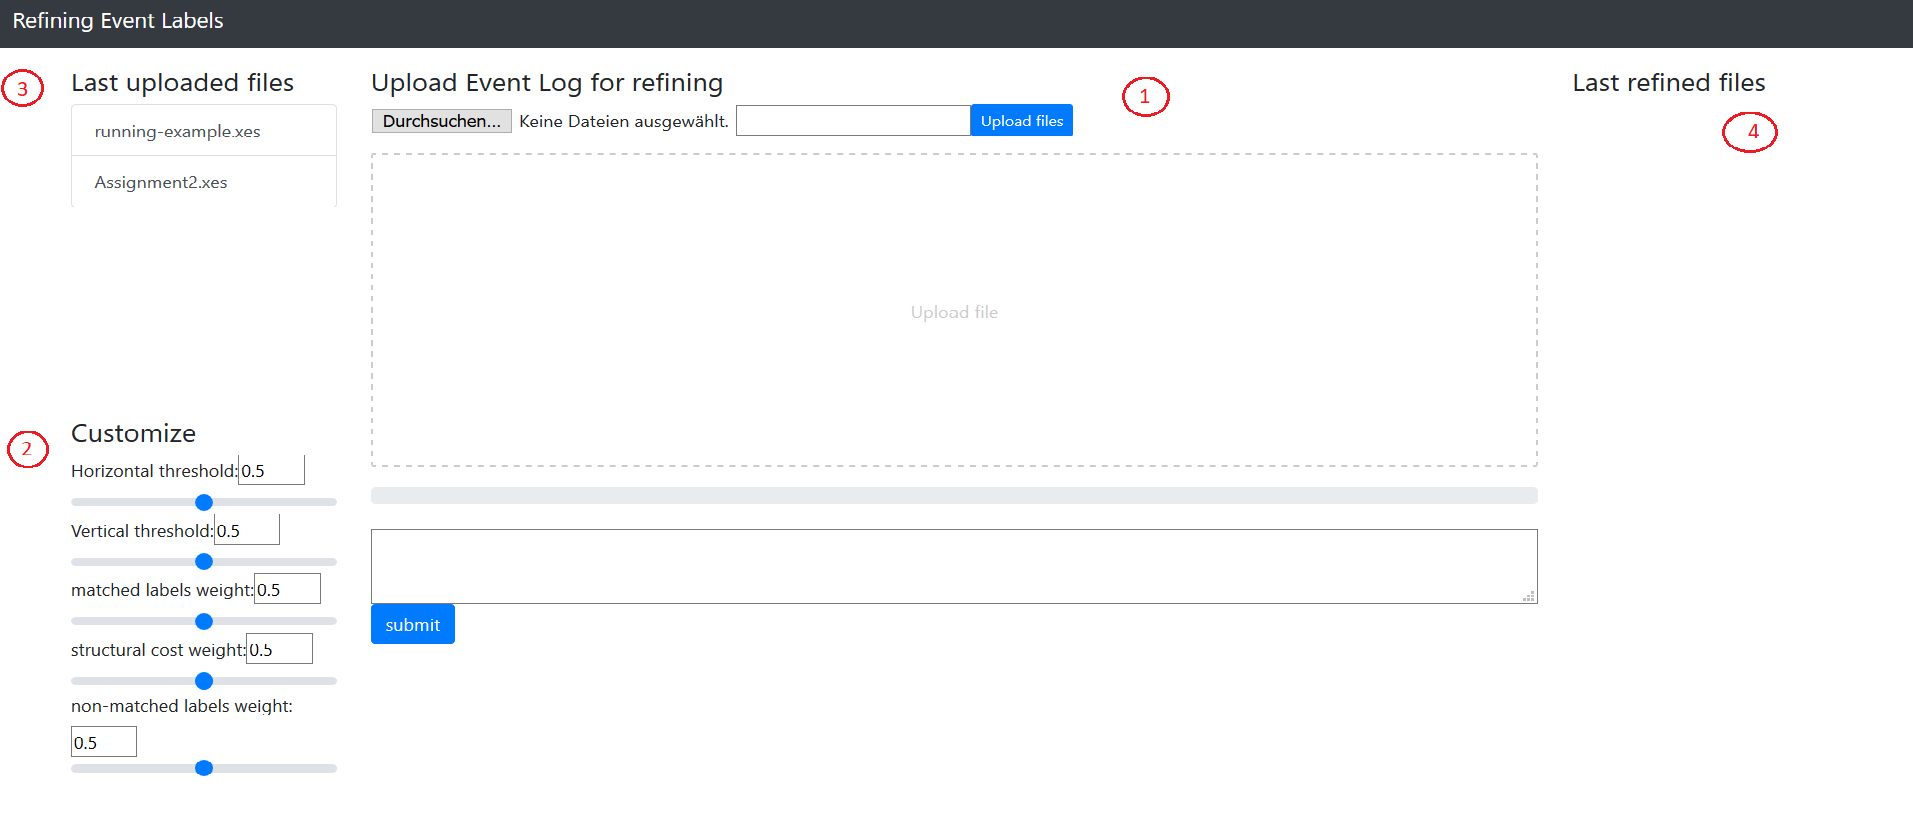 Refining Event Labels
3
Last uploaded files
running-example.xes
Assignment2.xes
Upload Event Log for refining
Durchsuchen... Keine Dateien ausgewählt. Upload files
1
Upload file
submit
Last refined files
4
2
Customize
Horizontal threshold: 0.5
Vertical threshold: 0.5
matched labels weight: 0.5
structural cost weight: 0.5
non-matched labels weight:
0.5